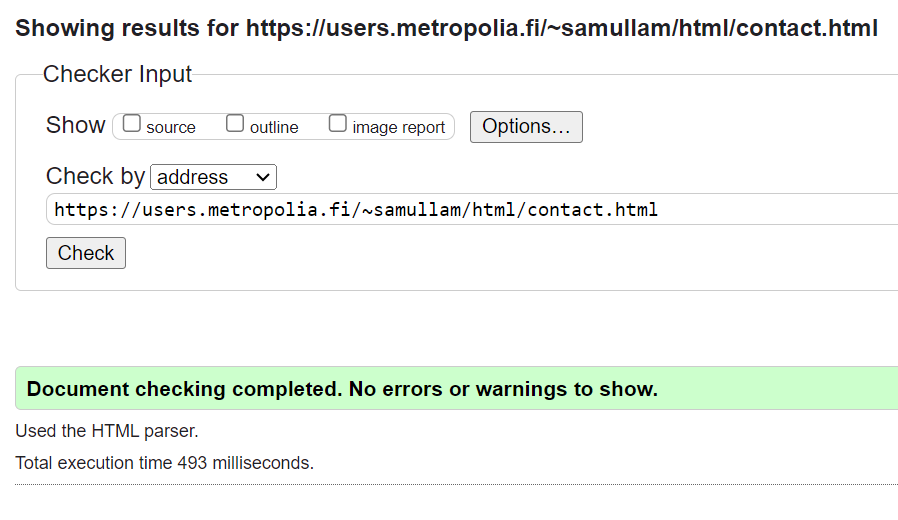 Showing results for https://users.metropolia.fi/~samullam/html/contact.html
Checker Input
Show source outline image report Options...
Check by address
https://users.metropolia.fi/~samullam/html/contact.html
Check
Document checking completed. No errors or warnings to show.
Used the HTML parser.
Total execution time 493 milliseconds.